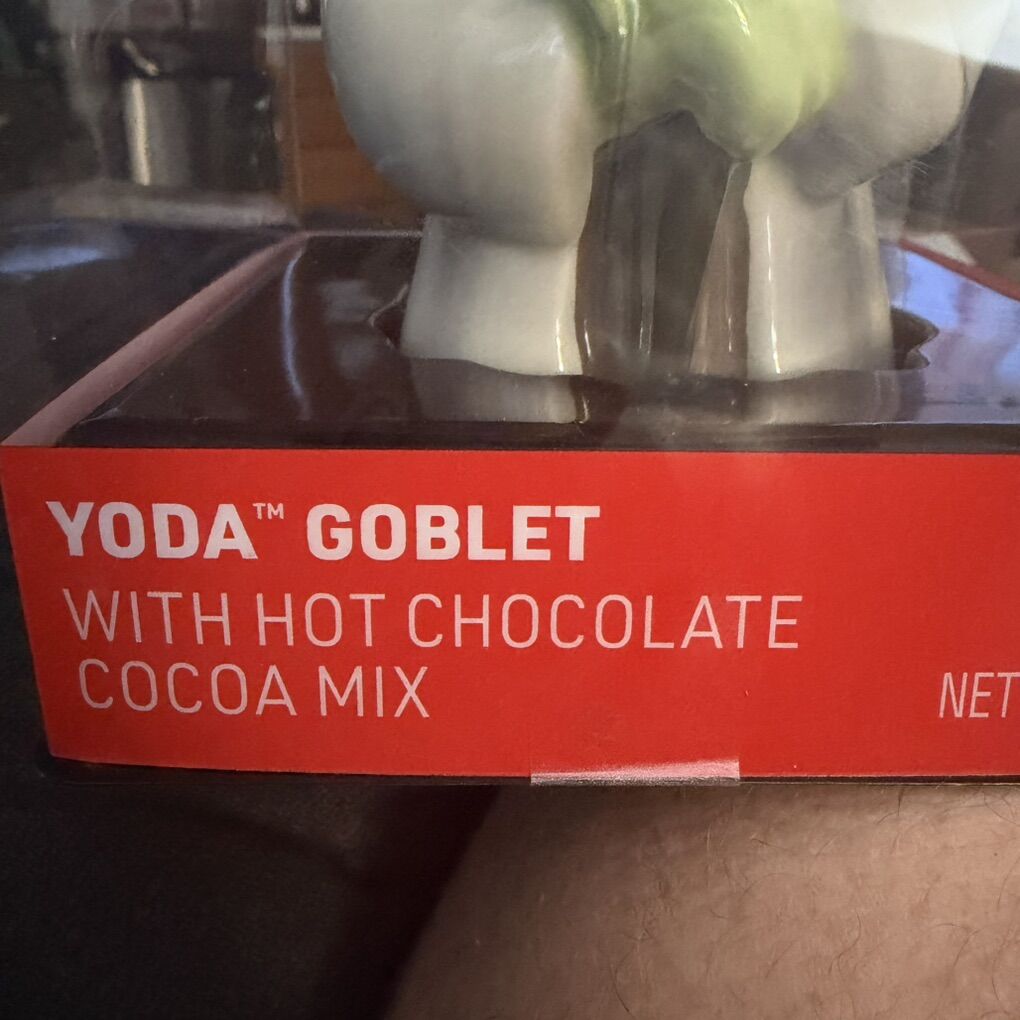 YODA™ GOBLET
WITH HOT CHOCOLATE
COCOA MIX
NET